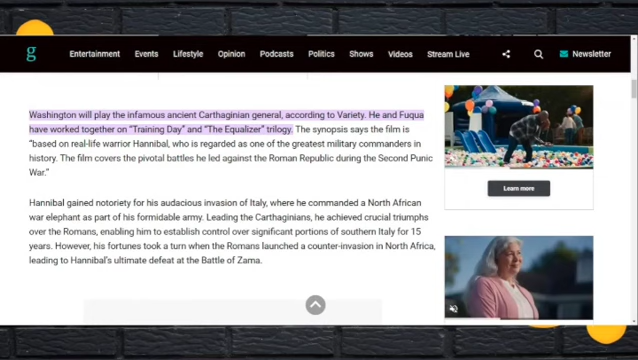 g
Entertainment Events Lifestyle Opinion Podcasts Politics Shows Videos Stream Live Newsletter
Washington will play the infamous ancient Carthaginian general, according to Variety. He and Fuqua
have worked together on “Training Day” and “The Equalizer” trilogy. The synopsis says the film is
“based on real-life warrior Hannibal, who is regarded as one of the greatest military commanders in
history. The film covers the pivotal battles he led against the Roman Republic during the Second Punic
War.”
Hannibal gained notoriety for his audacious invasion of Italy, where he commanded a North African
war elephant as part of his formidable army. Leading the Carthaginians, he achieved crucial triumphs
over the Romans, enabling him to establish control over significant portions of southern Italy for 15
years. However, his fortunes took a turn when the Romans launched a counter-invasion in North Africa,
leading to Hannibal's ultimate defeat at the Battle of Zama.
Learn more